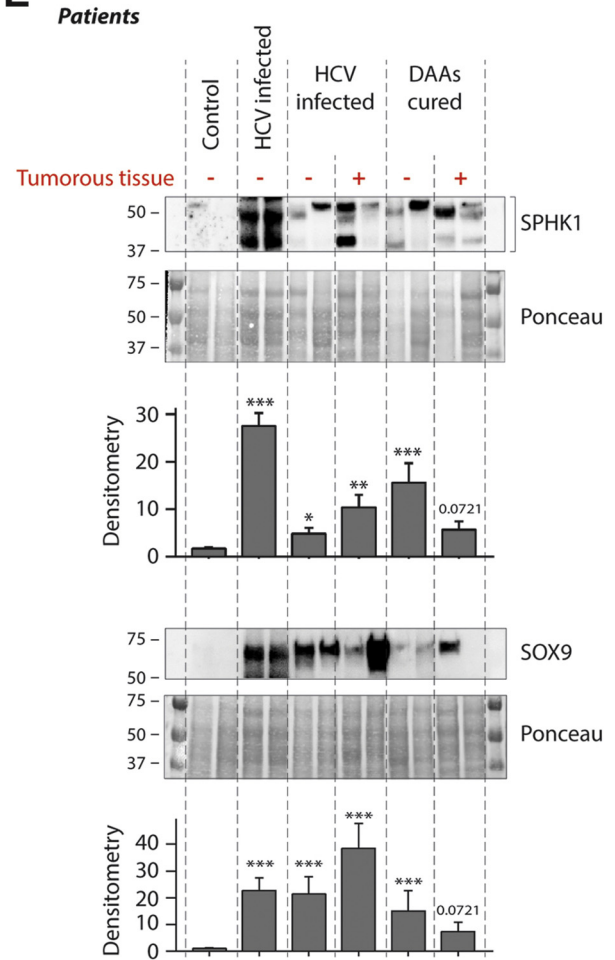 E
Patients
Control
HCV infected
HCV
infected
DAAs
cured
Tumorous tissue - - - + - +
50 –
37 –
SPHK1
75 –
50 –
37 –
Ponceau
Densitometry
30
20
10
0
***
*
**
***
0.0721
75 –
50 –
SOX9
75 –
50 –
37 –
Ponceau
Densitometry
40
30
20
10
0
***
***
***
***
0.0721